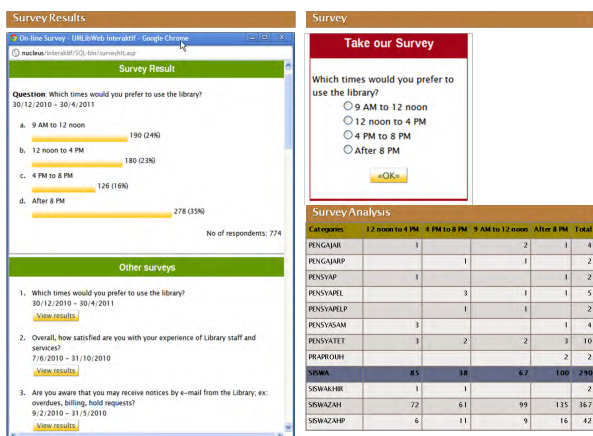 Survey Results
On-line Survey - UMLibWeb Interaktif - Google Chrome
nucleus/interaktif/SQL-bin/surveyhtl.asp
Survey Result
Question: Which times would you prefer to use the library?
30/12/2010 - 30/4/2011
a. 9 AM to 12 noon
190 (24%)
b. 12 noon to 4 PM
180 (23%)
c. 4 PM to 8 PM
126 (16%)
d. After 8 PM
278 (35%)
No of respondents: 774
Other surveys
1. Which times would you prefer to use the library?
30/12/2010 - 30/4/2011
View results
2. Overall, how satisfied are you with your experience of Library staff and
services?
7/6/2010 - 31/10/2010
View results
3. Are you aware that you may receive notices by e-mail from the Library; ex:
overdues, billing, hold requests?
9/2/2010 - 31/5/2010
View results
Survey
Take our Survey
Which times would you prefer to
use the library?
9 AM to 12 noon
12 noon to 4 PM
4 PM to 8 PM
After 8 PM
«OK»
Survey Analysis
Categories 12 noon to 4 PM 4 PM to 8 PM 9 AM to 12 noon After 8 PM Total
PENGAJAR 1 2 1 4
PENGAJARP 1 1 2
PENSYAP 1 1 2
PENSYAPEL 3 1 1 5
PENSYAPELP 1 1 2
PENSYASAM 3 1 4
PENSYATET 3 2 2 3 10
PRAPROUH 2 2
SISWA 85 38 67 100 290
SISWAKHIR 1 1 2
SISWAZAH 72 61 99 135 367
SISWAZAHP 6 11 9 16 42